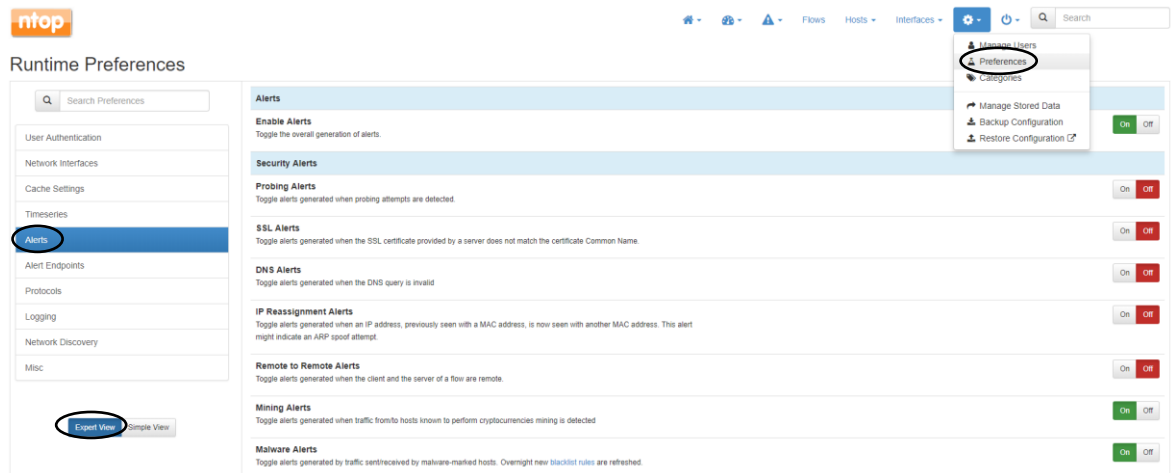 ntop
Flows
Hosts
Interfaces
Search
Manage Users
Preferences
Categories
Manage Stored Data
Backup Configuration
Restore Configuration
Runtime Preferences
Search Preferences
User Authentication
Network Interfaces
Cache Settings
Timeseries
Alerts
Alert Endpoints
Protocols
Logging
Network Discovery
Misc
Expert View Simple View
Alerts
Enable Alerts
Toggle the overall generation of alerts.
On Off
Security Alerts
Probing Alerts
Toggle alerts generated when probing attempts are detected.
On Off
SSL Alerts
Toggle alerts generated when the SSL certificate provided by a server does not match the certificate Common Name.
On Off
DNS Alerts
Toggle alerts generated when the DNS query is invalid
On Off
IP Reassignment Alerts
Toggle alerts generated when an IP address, previously seen with a MAC address, is now seen with another MAC address. This alert
might indicate an ARP spoof attempt.
On Off
Remote to Remote Alerts
Toggle alerts generated when the client and the server of a flow are remote.
On Off
Mining Alerts
Toggle alerts generated when traffic from/to hosts known to perform cryptocurrencies mining is detected
On Off
Malware Alerts
Toggle alerts generated by traffic sent/received by malware-marked hosts. Overnight new blacklist rules are refreshed.
On Off